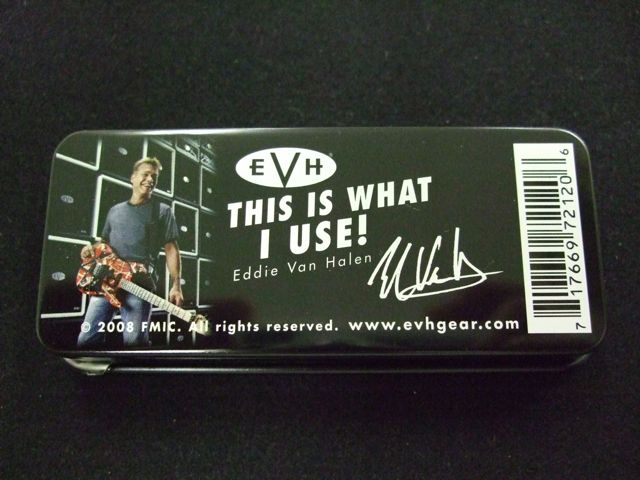 EVH
THIS IS WHAT
I USE!
Eddie Van Halen
© 2008 FMIC. All rights reserved. www.evhgear.com
7 17669 72120 6